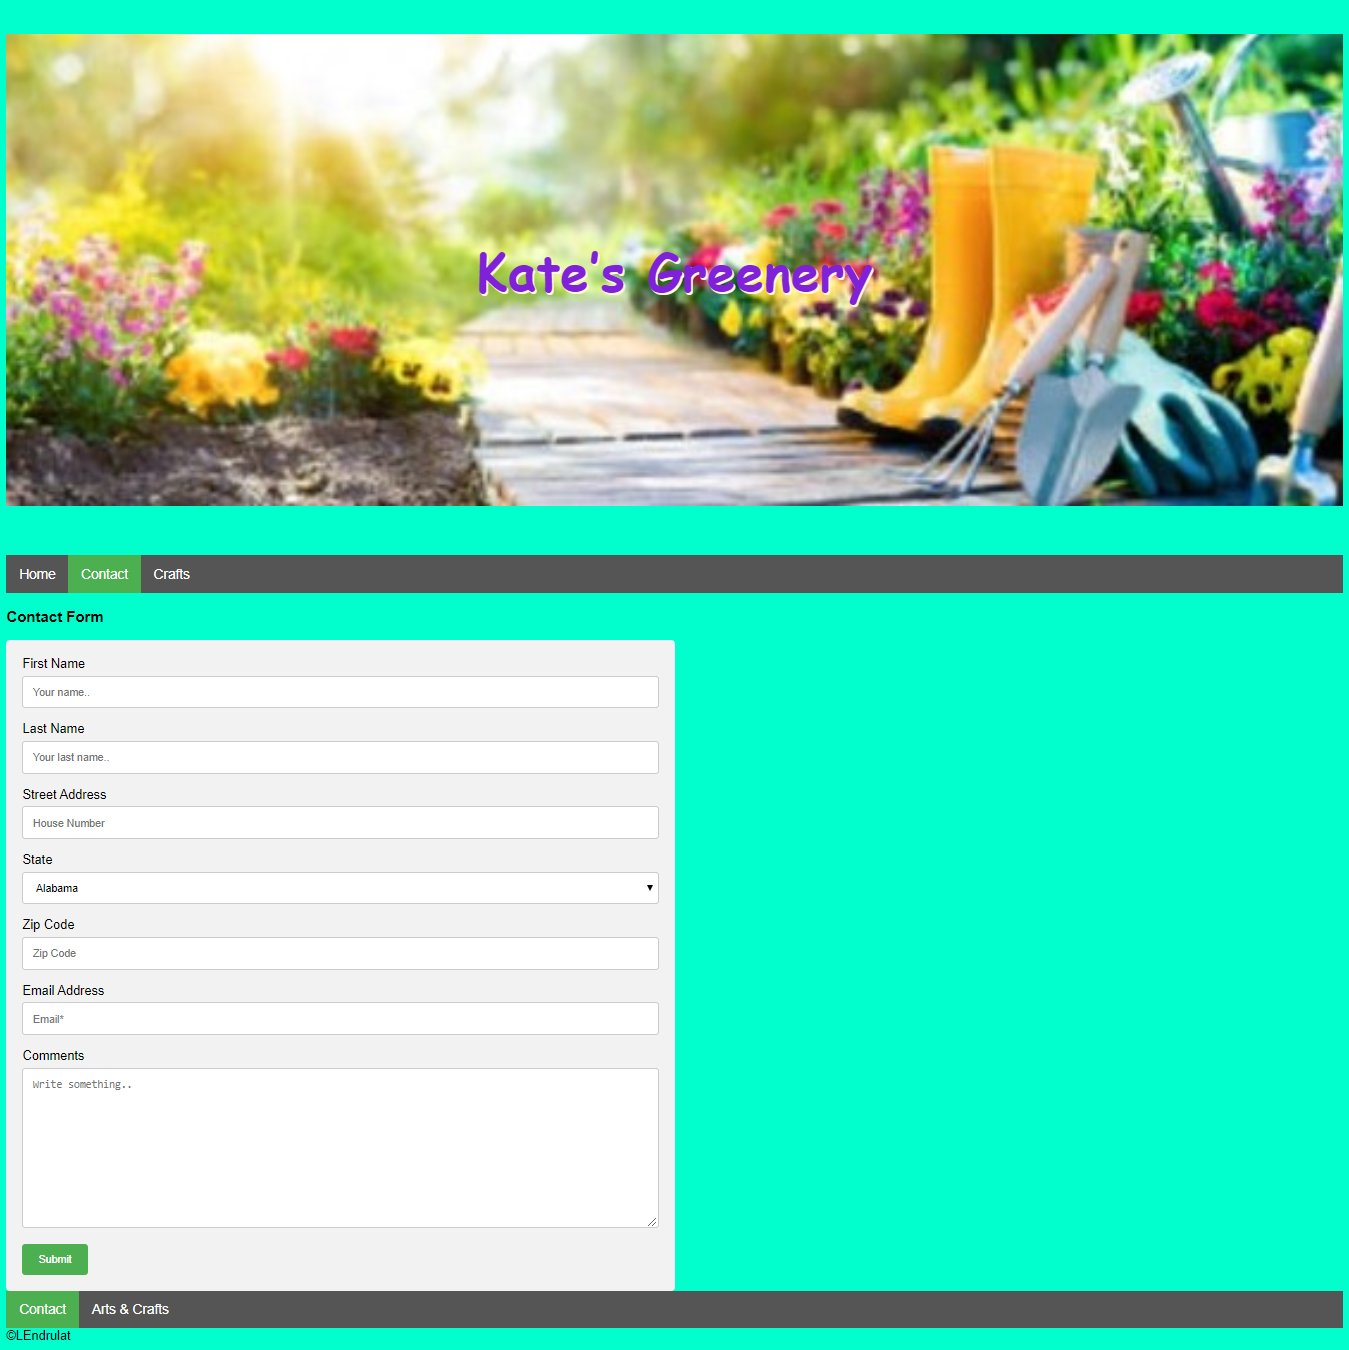 Kate's Greenery
Home Contact Crafts
Contact Form
First Name
Your name..
Last Name
Your last name..
Street Address
House Number
State
Alabama
Zip Code
Zip Code
Email Address
Email*
Comments
Write something..
Submit
Contact Arts & Crafts
©LEndrulat